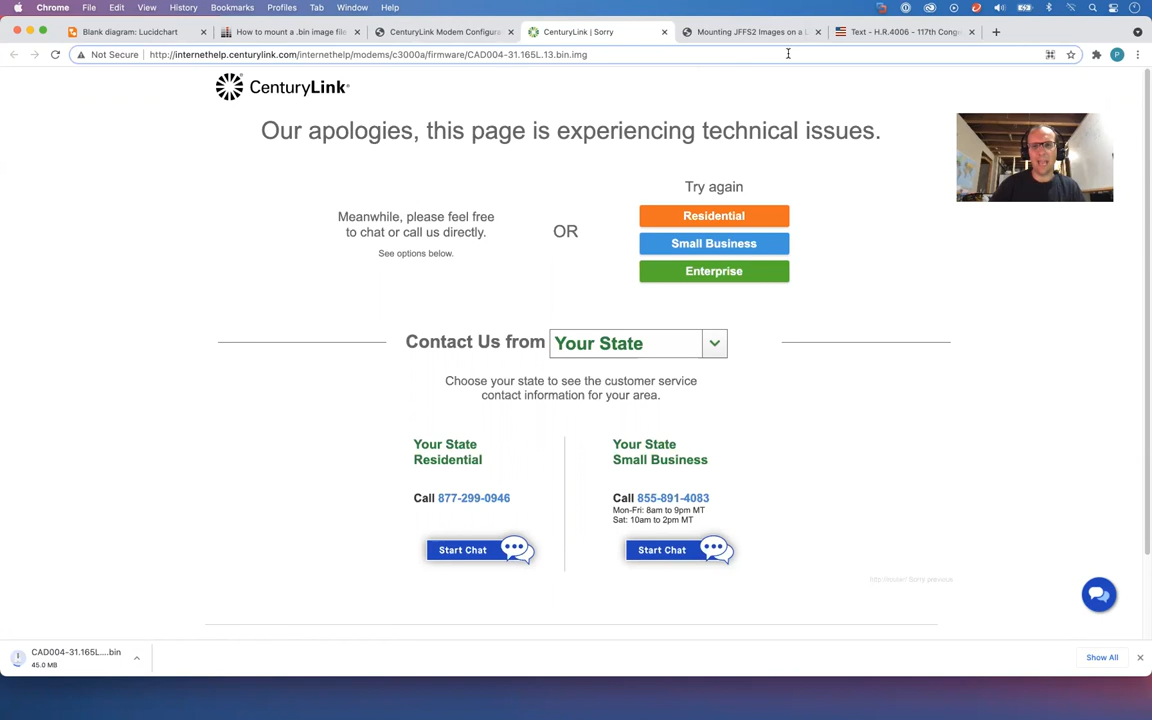 Chrome File Edit View History Bookmarks Profiles Tab Window Help
Blank diagram: Lucidchart
How to mount a .bin image file
CenturyLink Modem Configura
CenturyLink | Sorry
Mounting JFFS2 Images on a L
Text - H.R.4006 - 117th Cong
Not Secure
http://internethelp.centurylink.com/internethelp/modems/c3000a/firmware/CAD004-31.165L.13.bin.img
P
CenturyLink®
Our apologies, this page is experiencing technical issues.
Meanwhile, please feel free
to chat or call us directly.
See options below.
OR
Try again
Residential
Small Business
Enterprise
Contact Us from Your State
Choose your state to see the customer service
contact information for your area.
Your State
Residential
Call 877-299-0946
Start Chat
Your State
Small Business
Call 855-891-4083
Mon-Fri: 8am to 9pm MT
Sat: 10am to 2pm MT
Start Chat
CAD004-31.165L....bin
45.0 MB
Show All